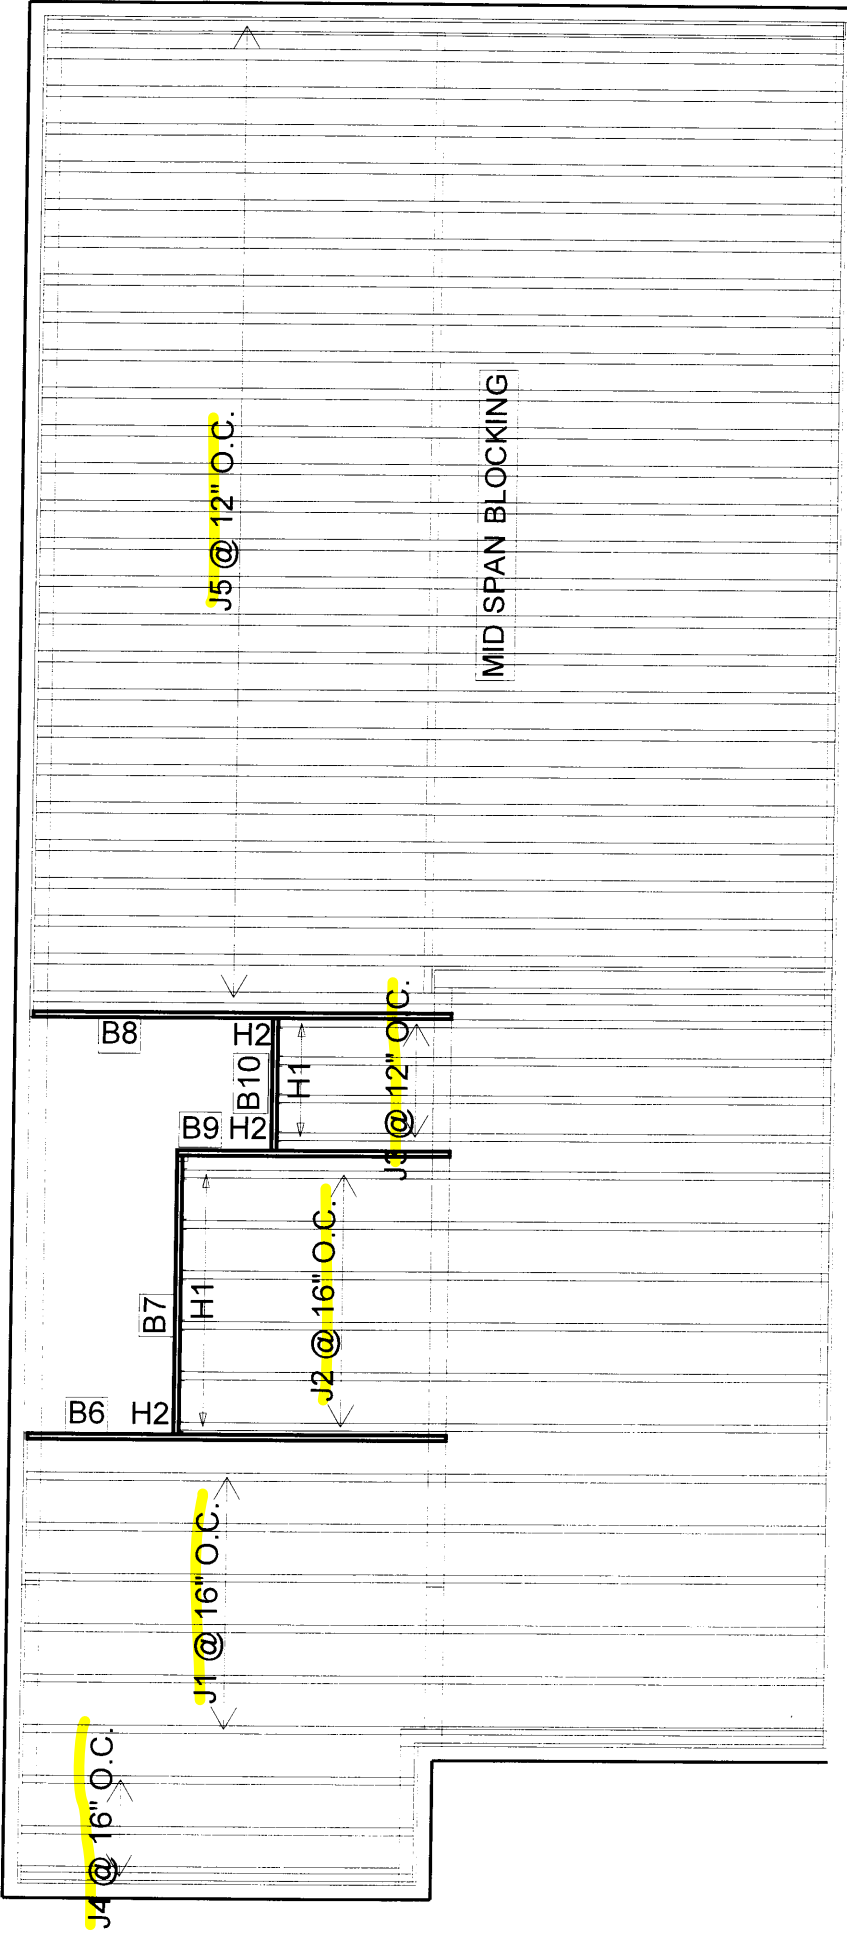 J5 @ 12" O.C.
MID SPAN BLOCKING
B8
H2
B10
H1
J3 @ 12" O.C.
B9
H2
B7
H1
J2 @ 16" O.C.
B6
H2
J1 @ 16" O.C.
J4 @ 16" O.C.